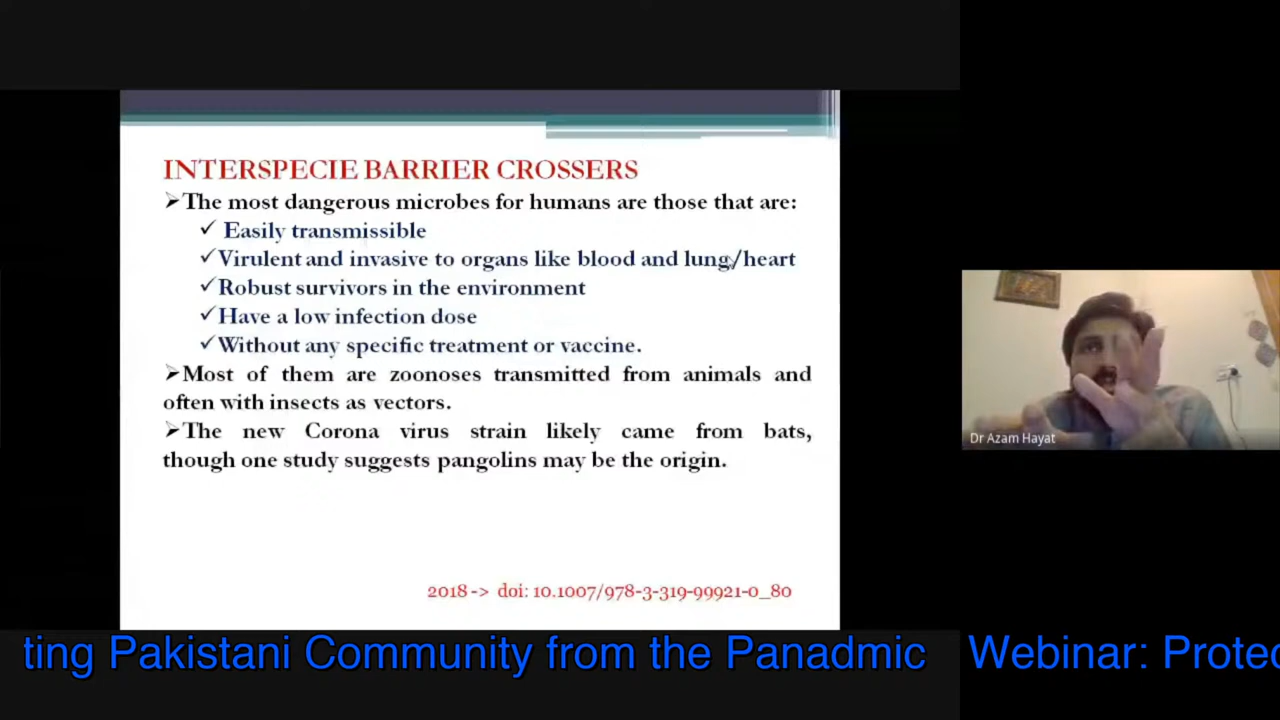 INTERSPECIE BARRIER CROSSERS
➢The most dangerous microbes for humans are those that are:
✓ Easily transmissible
✓Virulent and invasive to organs like blood and lung/heart
✓Robust survivors in the environment
✓Have a low infection dose
✓Without any specific treatment or vaccine.
➢Most of them are zoonoses transmitted from animals and
often with insects as vectors.
➢The new Corona virus strain likely came from bats,
though one study suggests pangolins may be the origin.
2018 -> doi: 10.1007/978-3-319-99921-0_80
Dr Azam Hayat
ting Pakistani Community from the Panadmic Webinar: Protec